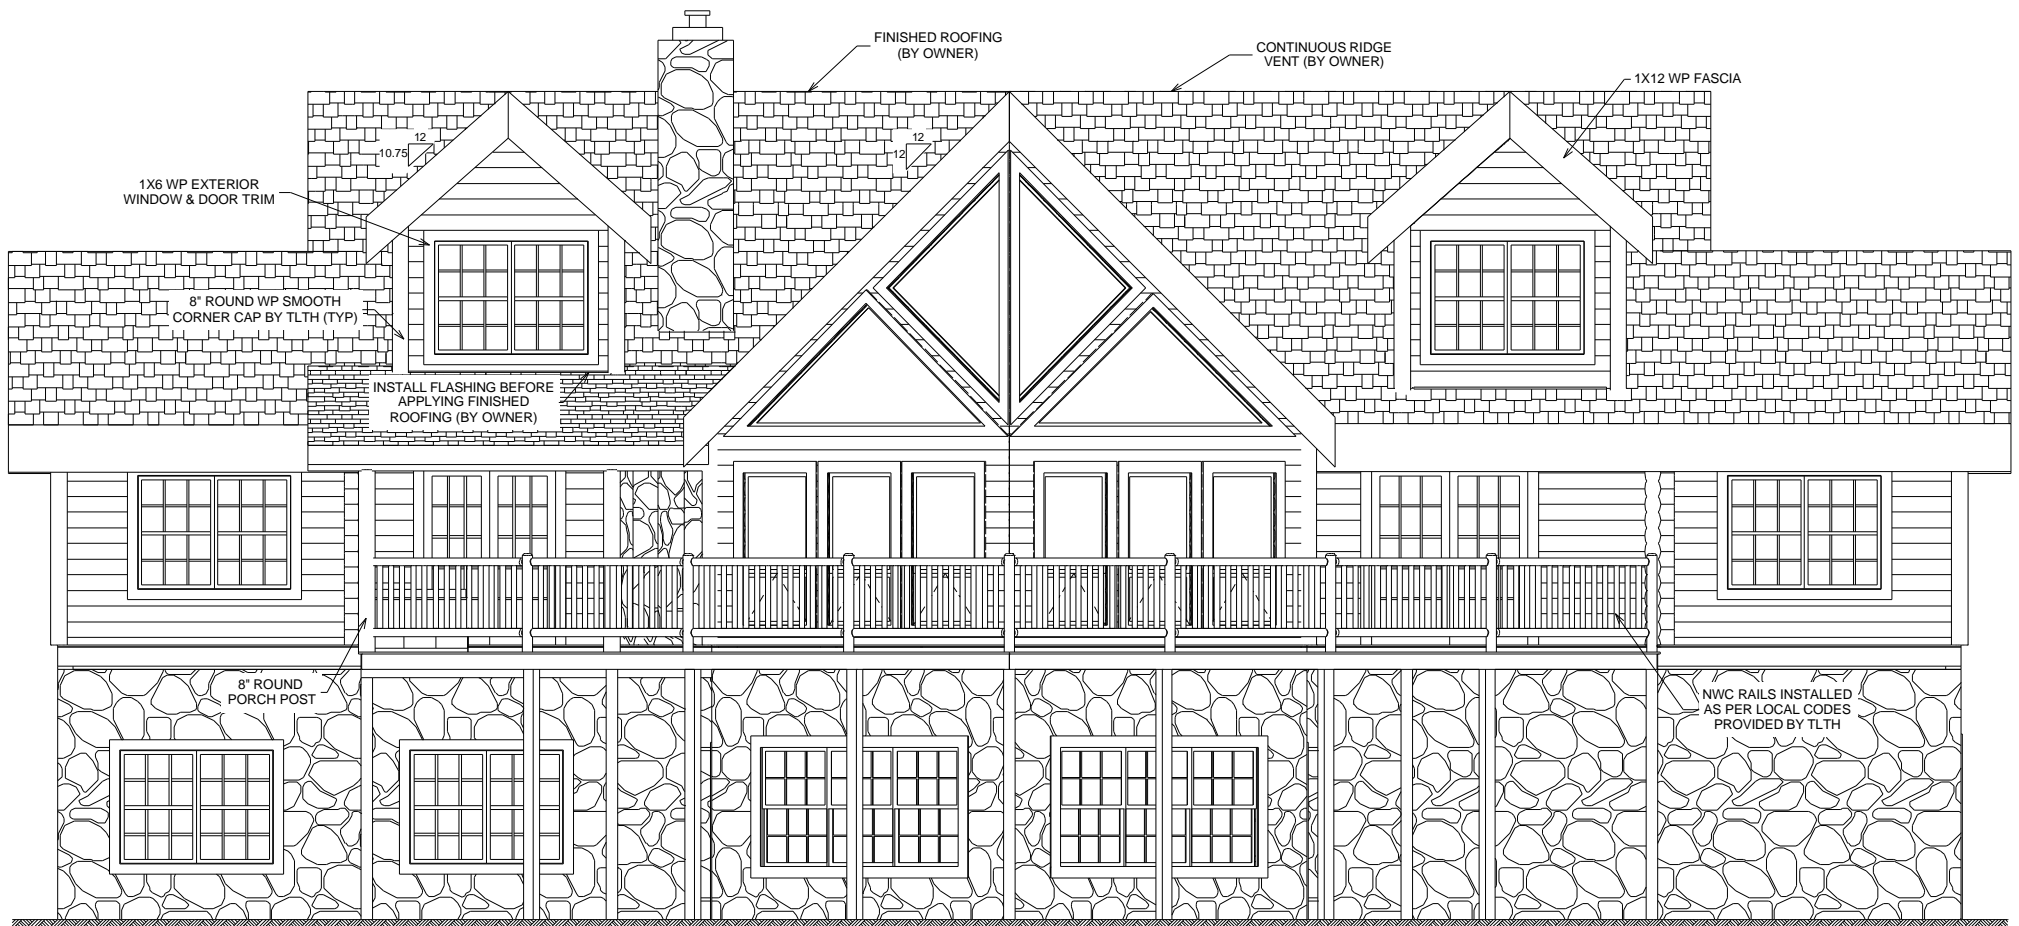 FINISHED ROOFING
(BY OWNER)
CONTINUOUS RIDGE
VENT (BY OWNER)
1X12 WP FASCIA
12
10.75
12
12
1X6 WP EXTERIOR
WINDOW & DOOR TRIM
8" ROUND WP SMOOTH
CORNER CAP BY TLTH (TYP)
INSTALL FLASHING BEFORE
APPLYING FINISHED
ROOFING (BY OWNER)
8" ROUND
PORCH POST
NWC RAILS INSTALLED
AS PER LOCAL CODES
PROVIDED BY TLTH